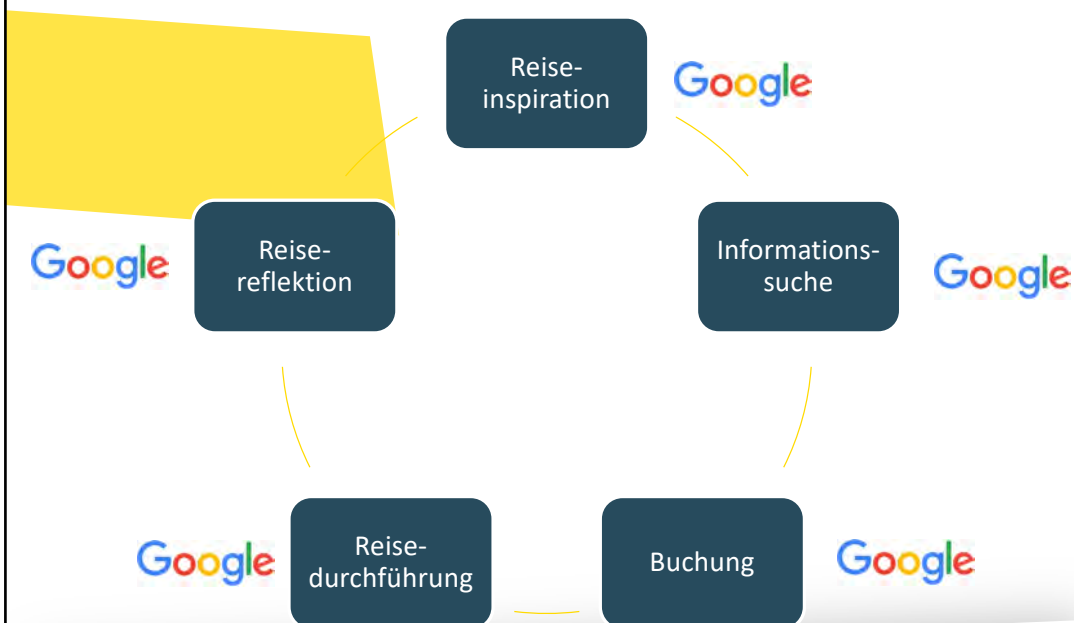 Reise-
inspiration
Google
Informations-
suche
Google
Buchung
Google
Reise-
durchführung
Google
Reise-
reflektion
Google